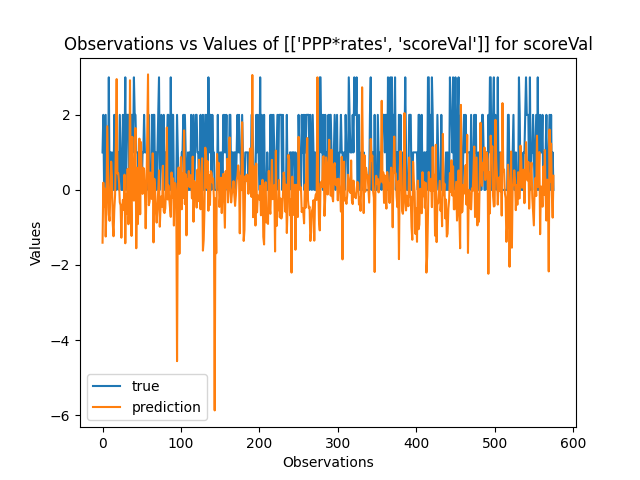 Observations vs Values of [['PPP*rates', 'scoreVal']] for scoreVal
2
0
−2
−4
−6
Values
true
prediction
0 100 200 300 400 500 600
Observations